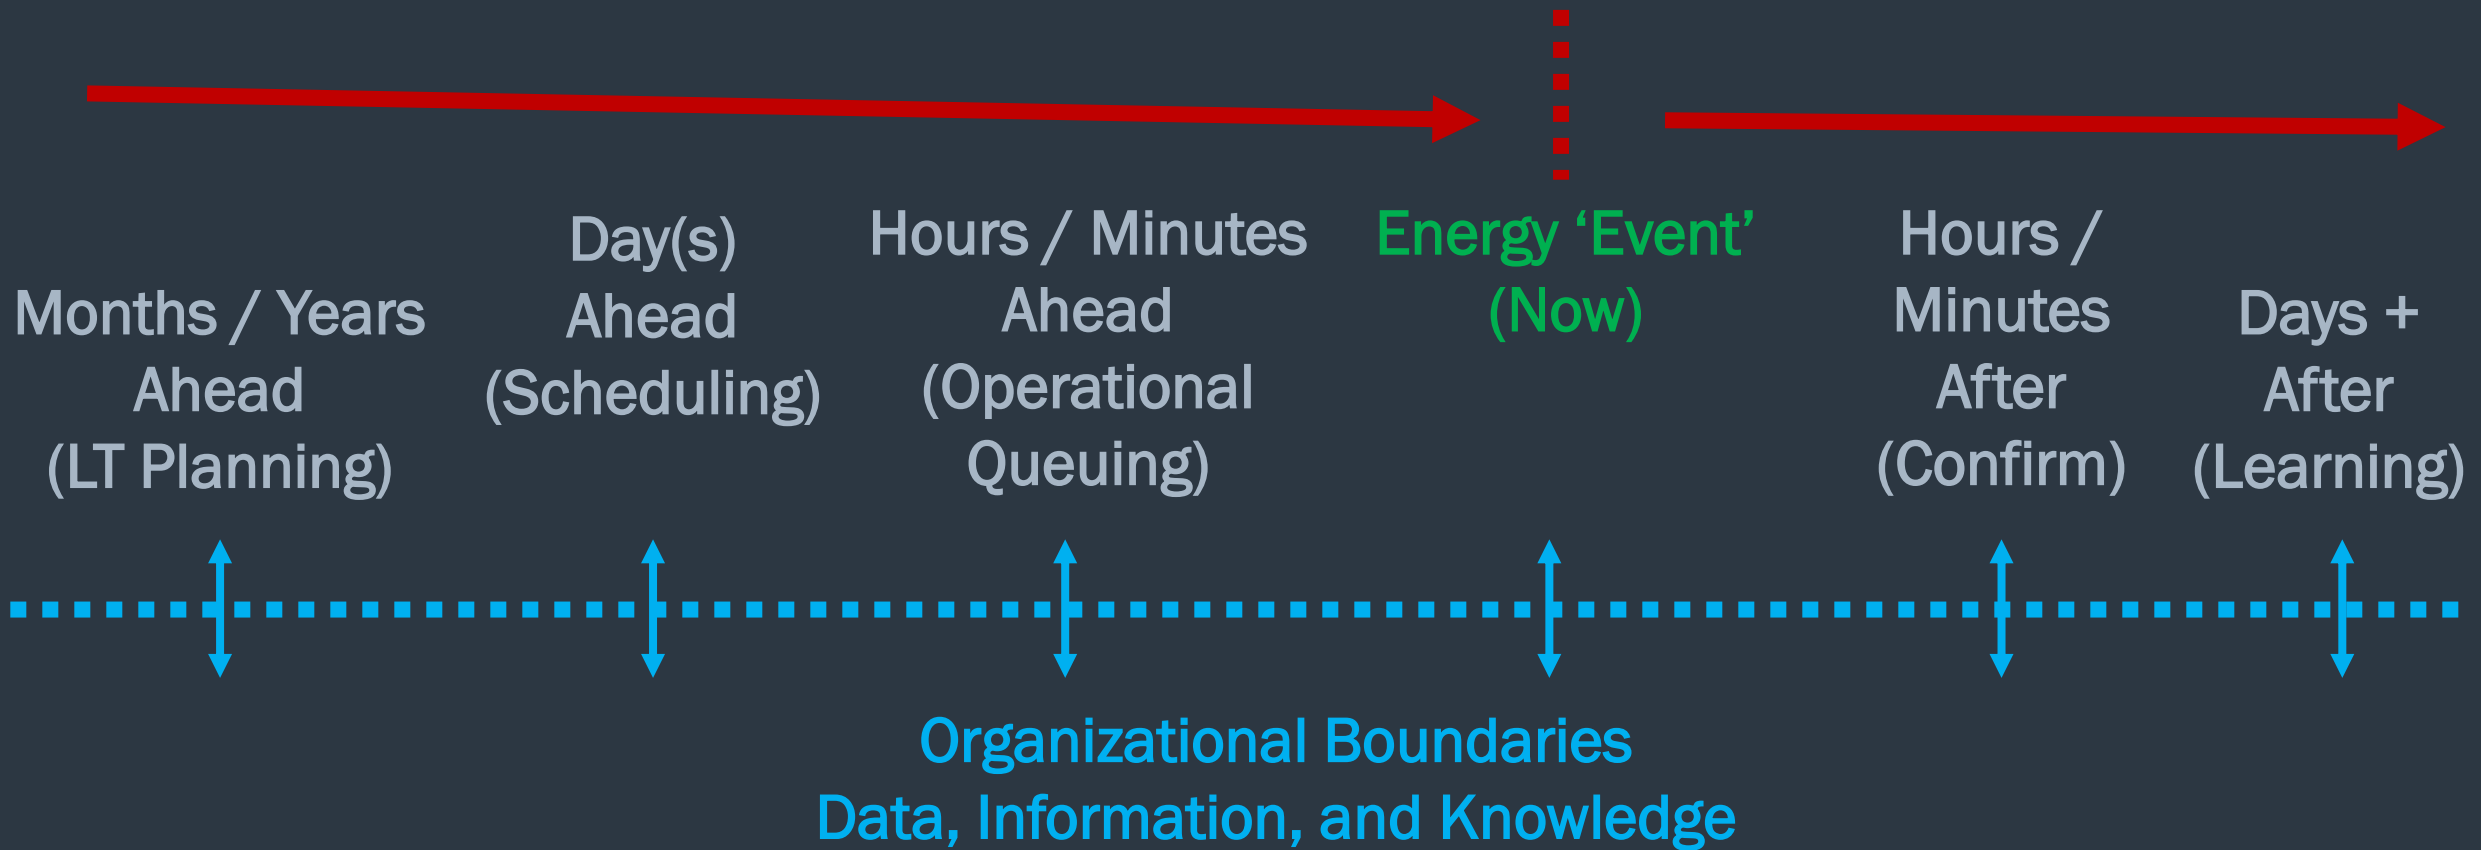 Months / Years
Ahead
(LT Planning)
Day(s)
Ahead
(Scheduling)
Hours / Minutes
Ahead
(Operational
Queuing)
Energy ‘Event’
(Now)
Hours /
Minutes
After
(Confirm)
Days +
After
(Learning)
Organizational Boundaries
Data, Information, and Knowledge